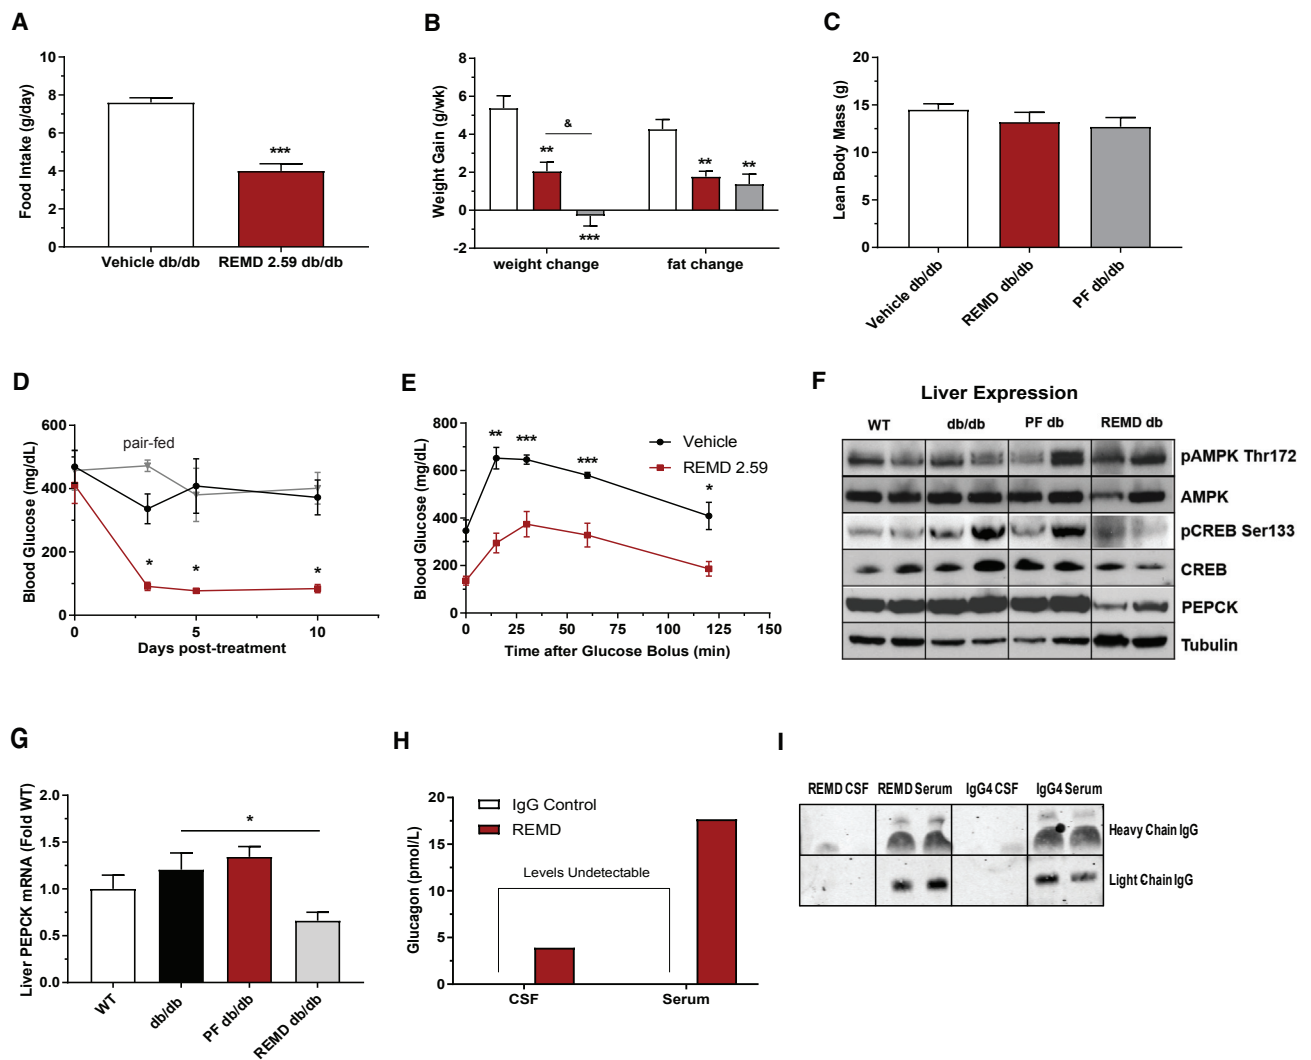 A
Food Intake (g/day)
10
8
6
4
2
0
***
Vehicle db/db
REMD 2.59 db/db
B
Weight Gain (g/wk)
8
6
4
2
0
-2
&
**
***
**
**
weight change
fat change
C
Lean Body Mass (g)
20
15
10
5
0
Vehicle db/db
REMD db/db
PF db/db
D
Blood Glucose (mg/dL)
600
400
200
0
pair-fed
*
*
*
0
5
10
Days post-treatment
E
Blood Glucose (mg/dL)
800
600
400
200
0
**
***
***
*
Vehicle
REMD 2.59
0
25
50
75
100
125
150
Time after Glucose Bolus (min)
F
Liver Expression
WT
db/db
PF db
REMD db
pAMPK Thr172
AMPK
pCREB Ser133
CREB
PEPCK
Tubulin
G
Liver PEPCK mRNA (Fold WT)
2.0
1.5
1.0
0.5
0.0
*
WT
db/db
PF db/db
REMD db/db
H
Glucagon (pmol/L)
20
15
10
5
0
IgG Control
REMD
Levels Undetectable
CSF
Serum
I
REMD CSF
REMD Serum
IgG4 CSF
IgG4 Serum
Heavy Chain IgG
Light Chain IgG